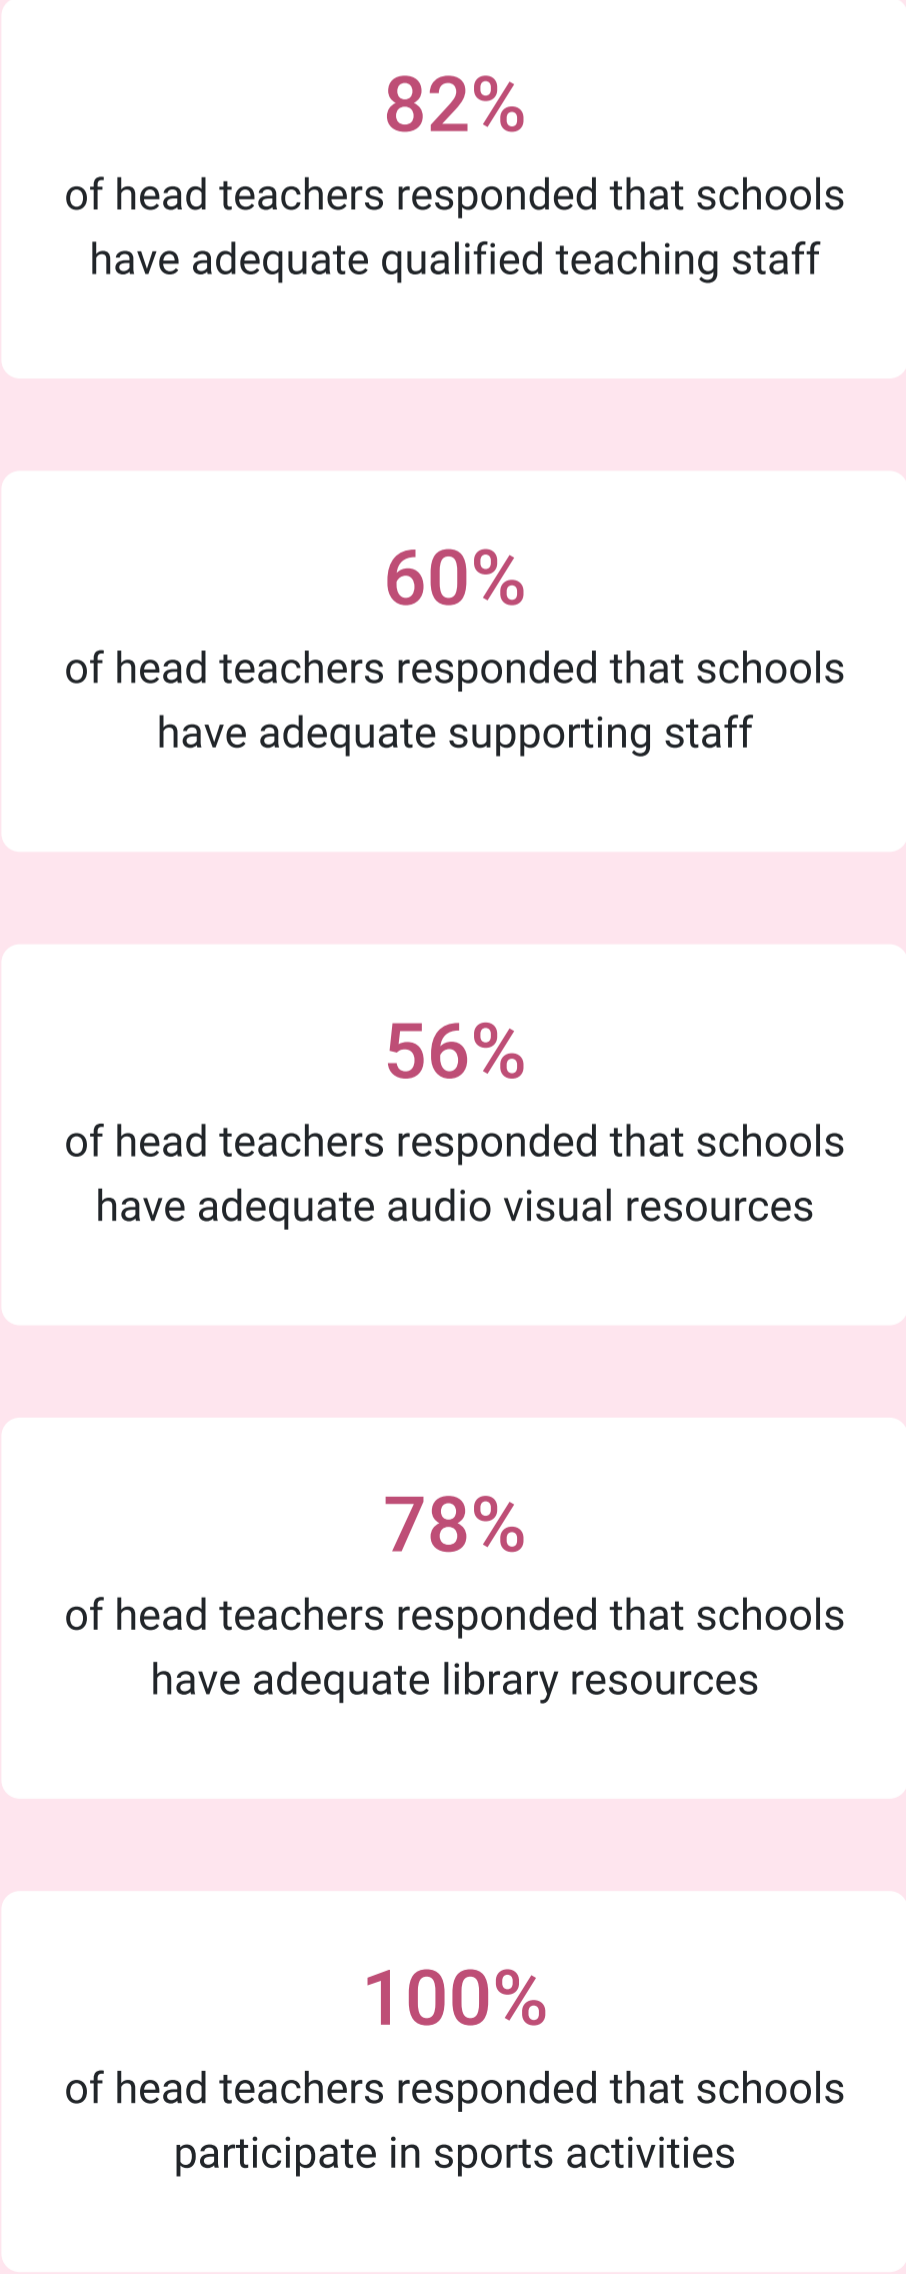 82%
of head teachers responded that schools
have adequate qualified teaching staff
60%
of head teachers responded that schools
have adequate supporting staff
56%
of head teachers responded that schools
have adequate audio visual resources
78%
of head teachers responded that schools
have adequate library resources
100%
of head teachers responded that schools
participate in sports activities